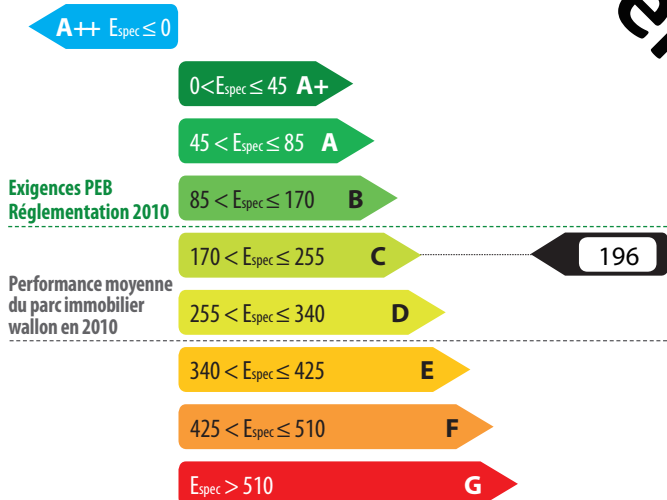 A++ Espec ≤ 0
0 < Espec ≤ 45 A+
45 < Espec ≤ 85 A
Exigences PEB
Réglementation 2010
85 < Espec ≤ 170 B
170 < Espec ≤ 255 C
196
Performance moyenne
du parc immobilier
wallon en 2010
255 < Espec ≤ 340 D
340 < Espec ≤ 425 E
425 < Espec ≤ 510 F
Espec > 510 G